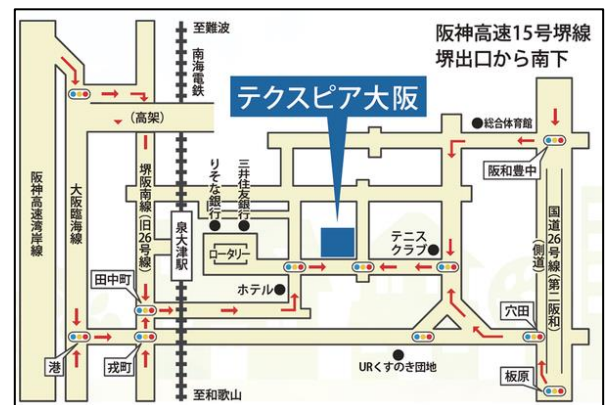 阪神高速15号堺線
堺出口から南下
至難波
南海電鉄
テクスピア大阪
総合体育館
(高架)
阪和豊中
阪神高速湾岸線
大阪臨海線
堺阪南線(旧26号線)
りそな銀行
三井住友銀行
泉大津駅
ロータリー
テニス
クラブ
国道26号線(第二阪和)
(側道)
田中町
ホテル
穴田
港
戎町
URくすのき団地
板原
至和歌山